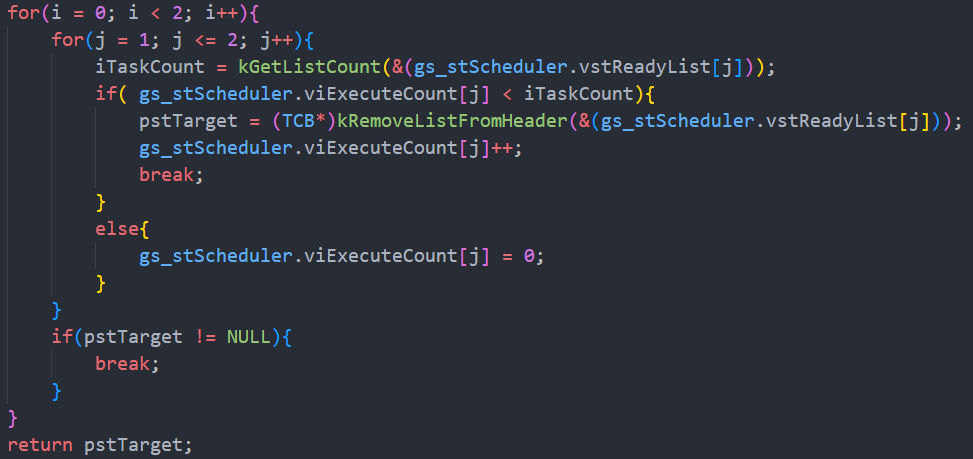 for(i = 0; i < 2; i++){
    for(j = 1; j <= 2; j++){
        iTaskCount = kGetListCount(&(gs_stScheduler.vstReadyList[j]));
        if( gs_stScheduler.viExecuteCount[j] < iTaskCount){
            pstTarget = (TCB*)kRemoveListFromHeader(&(gs_stScheduler.vstReadyList[j]));
            gs_stScheduler.viExecuteCount[j]++;
            break;
        }
        else{
            gs_stScheduler.viExecuteCount[j] = 0;
        }
    }
    if(pstTarget != NULL){
        break;
    }
}
return pstTarget;